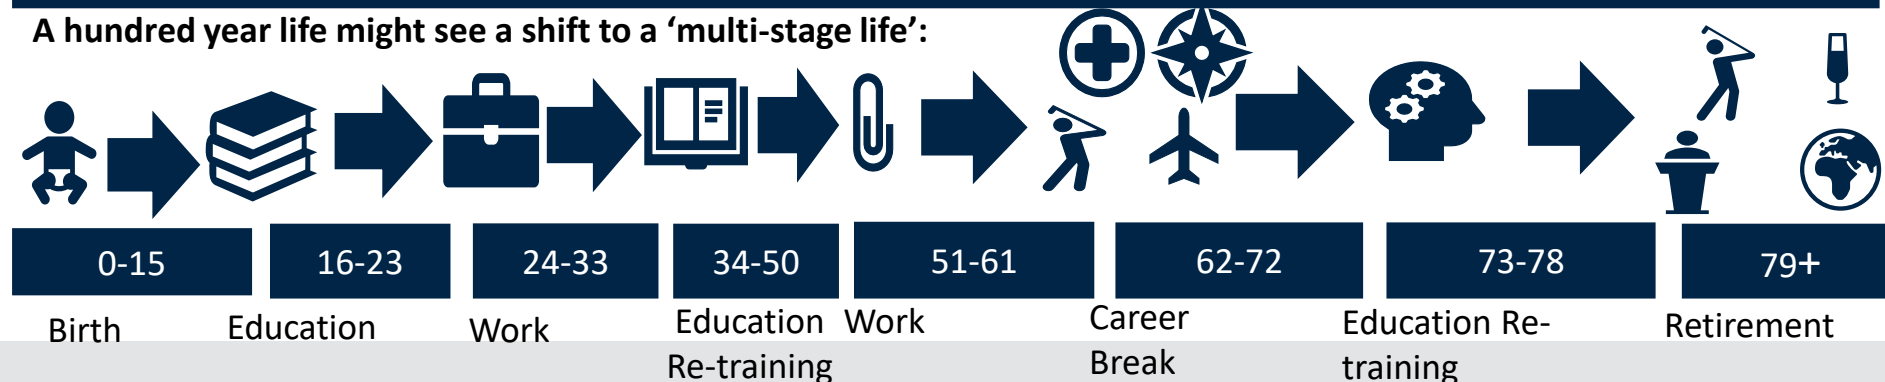 A hundred year life might see a shift to a ‘multi-stage life’:
0-15
16-23
24-33
34-50
51-61
62-72
73-78
79+
Birth
Education
Work
Education
Re-training
Work
Career
Break
Education Re-
training
Retirement